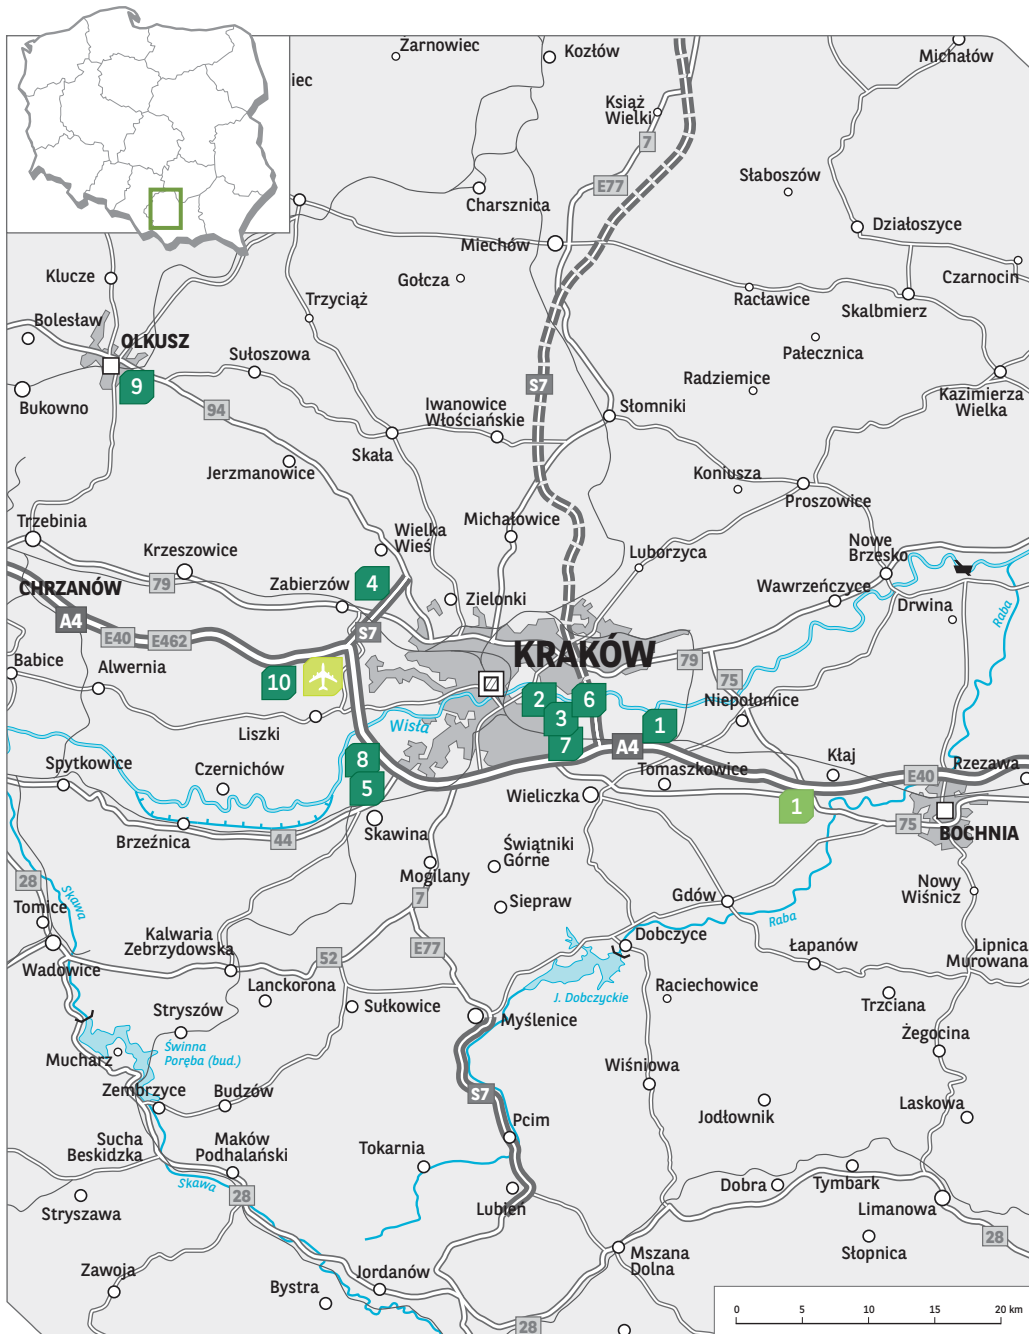 Żarnowiec
Kozłów
Michałów
iec
Książ
Wielki
7
E77
Słaboszów
Charsznica
Działoszyce
Miechów
Czarnocin
Klucze
Gołcza
Racławice
Skalbmierz
Trzyciąż
Bolesław
OLKUSZ
Sułoszowa
Pałecznica
Radziemice
S7
9
Bukowno
94
Iwanowice
Włościańskie
Słomniki
Kazimierza
Wielka
Skała
Jerzmanowice
Koniusza
Proszowice
Trzebinia
Michałowice
Wielka
Wieś
Nowe
Brzesko
Krzeszowice
Luborzyca
79
4
Zabierzów
Wawrzeńczyce
CHRZANÓW
Zielonki
Drwina
Raba
A4
E40
E462
S7
KRAKÓW
79
75
Babice
Alwernia
10
2
6
Niepołomice
3
1
Wisła
Liszki
7
A4
8
Kłaj
Rzezawa
Spytkowice
Czernichów
5
Tomaszkowice
E40
Wieliczka
1
75
BOCHNIA
Brzeźnica
44
Skawina
Świątniki
Górne
Mogilany
28
Skawa
7
Gdów
Nowy
Wiśnicz
Tomice
Siepraw
Raba
Kalwaria
Zebrzydowska
E77
Dobczyce
Łapanów
Lipnica
Murowana
52
Wadowice
Lanckorona
J. Dobczyckie
Raciechowice
Trzciana
Stryszów
Sułkowice
Myślenice
Żegocina
Świnna
Poręba (bud.)
Mucharz
Wiśniowa
Zembrzyce
Budzów
S7
Jodłownik
Laskowa
Pcim
Sucha
Beskidzka
Maków
Podhalański
Tokarnia
Skawa
28
Dobra
Tymbark
Stryszawa
Lubień
Limanowa
28
Mszana
Dolna
Słopnica
Zawoja
Bystra
Jordanów
28
0 5 10 15 20 km